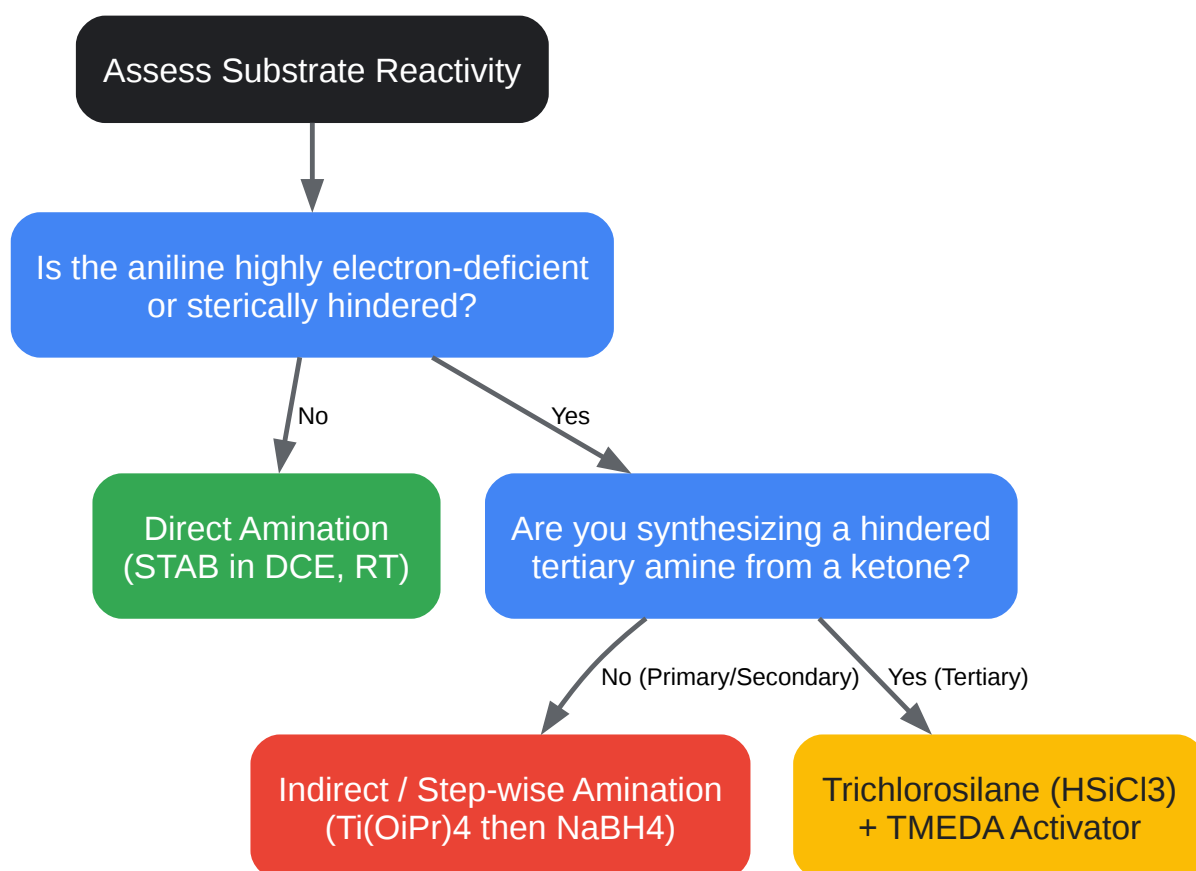 Assess Substrate Reactivity
Is the aniline highly electron-deficient
or sterically hindered?
No
Yes
Direct Amination
(STAB in DCE, RT)
Are you synthesizing a hindered
tertiary amine from a ketone?
No (Primary/Secondary)
Yes (Tertiary)
Indirect / Step-wise Amination
(Ti(OiPr)4 then NaBH4)
Trichlorosilane (HSiCl3)
+ TMEDA Activator